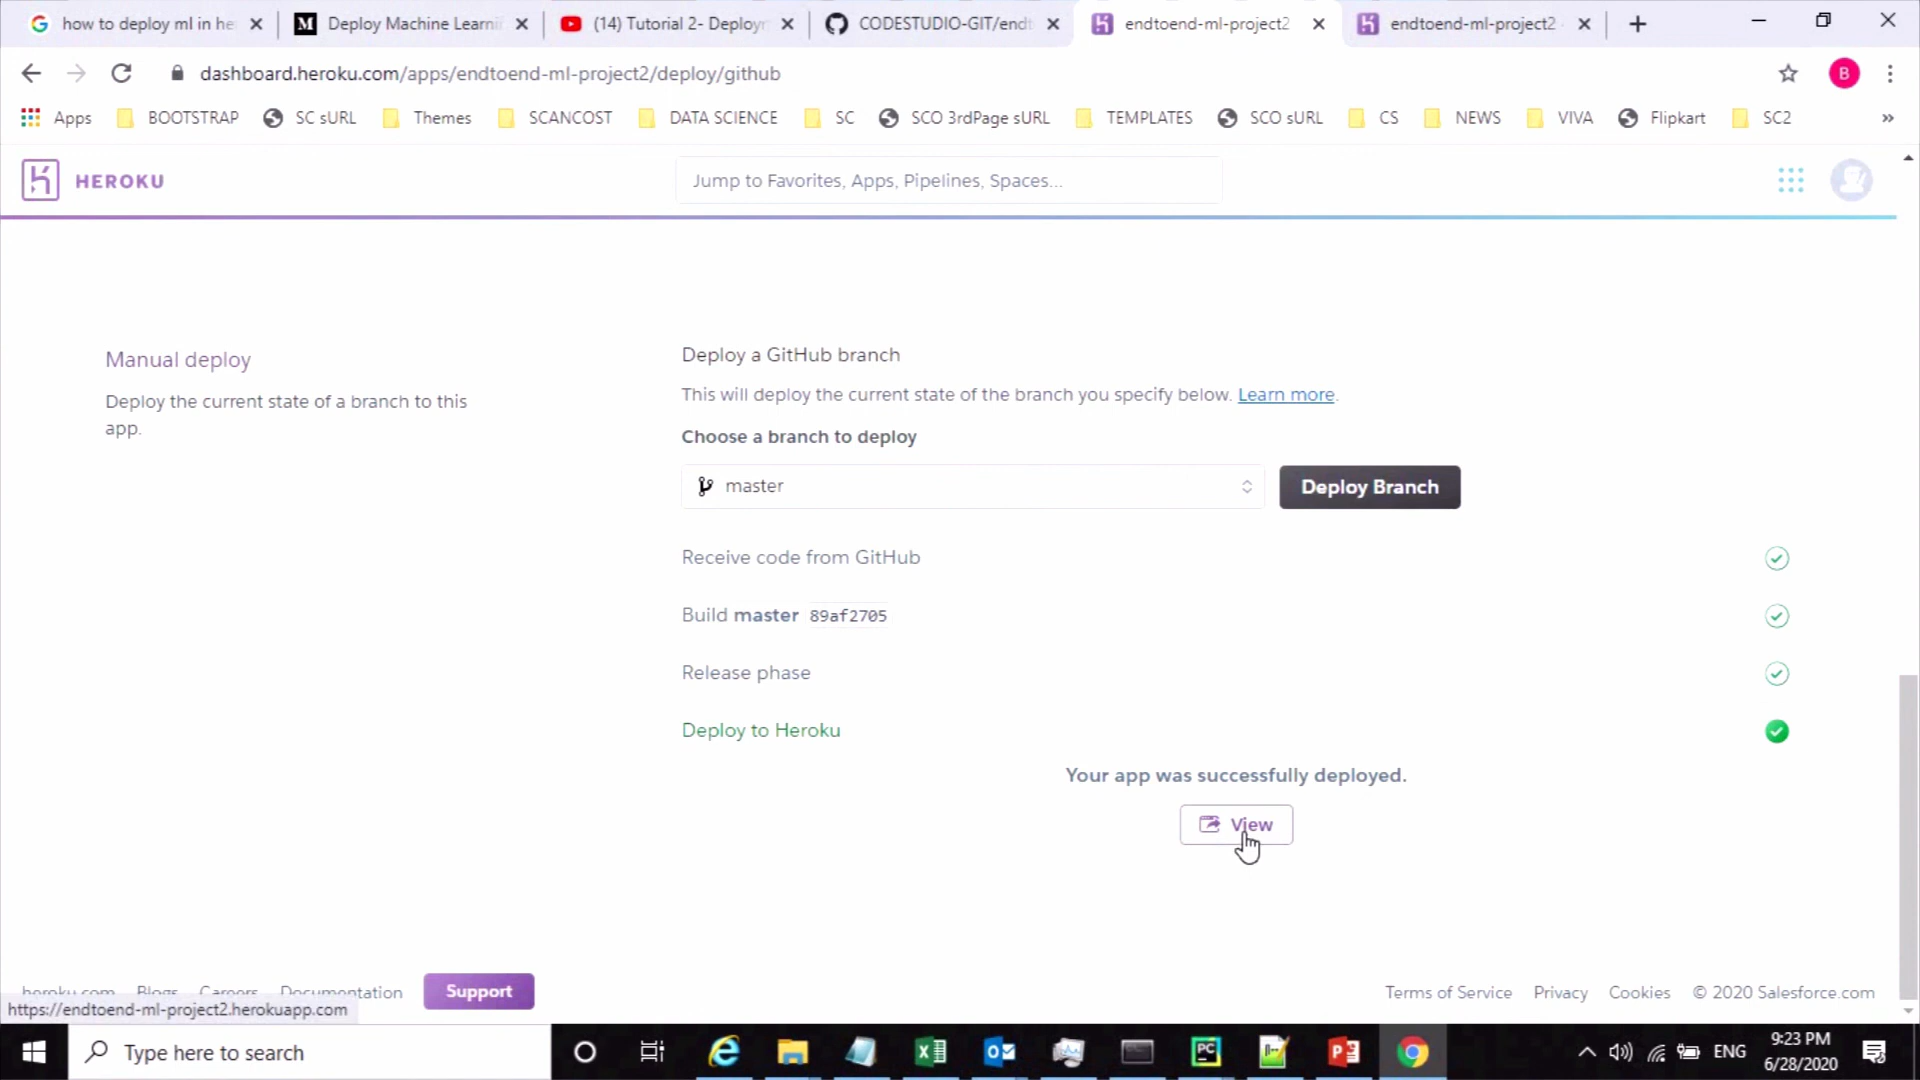 how to deploy ml in he
Deploy Machine Learni
(14) Tutorial 2- Deploym
CODESTUDIO-GIT/endt
endtoend-ml-project2
endtoend-ml-project2
dashboard.heroku.com/apps/endtoend-ml-project2/deploy/github
B
Apps
BOOTSTRAP
SC sURL
Themes
SCANCOST
DATA SCIENCE
SC
SCO 3rdPage sURL
TEMPLATES
SCO sURL
CS
NEWS
VIVA
Flipkart
SC2
»
HEROKU
Jump to Favorites, Apps, Pipelines, Spaces...
Manual deploy
Deploy the current state of a branch to this
app.
Deploy a GitHub branch
This will deploy the current state of the branch you specify below. Learn more.
Choose a branch to deploy
master
Deploy Branch
Receive code from GitHub
Build master 89af2705
Release phase
Deploy to Heroku
Your app was successfully deployed.
View
heroku.com Blogs Careers Documentation
Support
Terms of Service Privacy Cookies © 2020 Salesforce.com
https://endtoend-ml-project2.herokuapp.com
Type here to search
ENG
9:23 PM
6/28/2020